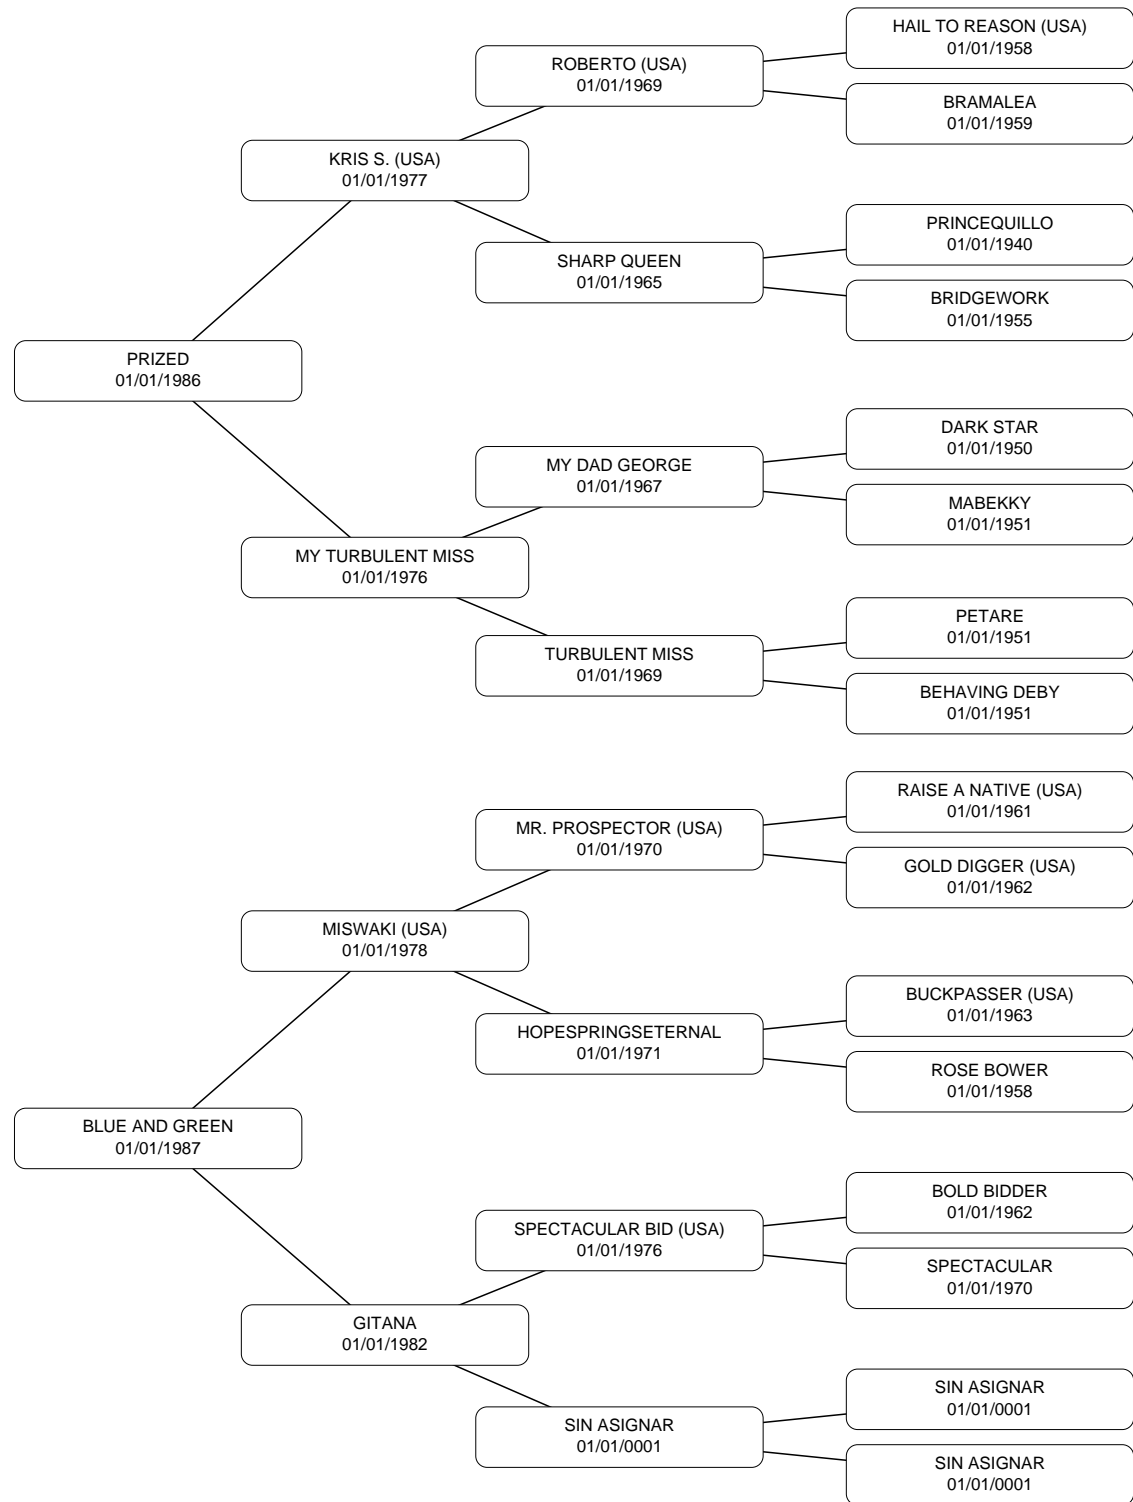 HAIL TO REASON (USA)
01/01/1958
ROBERTO (USA)
01/01/1969
BRAMALEA
01/01/1959
KRIS S. (USA)
01/01/1977
PRINCEQUILLO
01/01/1940
SHARP QUEEN
01/01/1965
BRIDGEWORK
01/01/1955
PRIZED
01/01/1986
DARK STAR
01/01/1950
MY DAD GEORGE
01/01/1967
MABEKKY
01/01/1951
MY TURBULENT MISS
01/01/1976
PETARE
01/01/1951
TURBULENT MISS
01/01/1969
BEHAVING DEBY
01/01/1951
RAISE A NATIVE (USA)
01/01/1961
MR. PROSPECTOR (USA)
01/01/1970
GOLD DIGGER (USA)
01/01/1962
MISWAKI (USA)
01/01/1978
BUCKPASSER (USA)
01/01/1963
HOPESPRINGSETERNAL
01/01/1971
ROSE BOWER
01/01/1958
BLUE AND GREEN
01/01/1987
BOLD BIDDER
01/01/1962
SPECTACULAR BID (USA)
01/01/1976
SPECTACULAR
01/01/1970
GITANA
01/01/1982
SIN ASIGNAR
01/01/0001
SIN ASIGNAR
01/01/0001
SIN ASIGNAR
01/01/0001